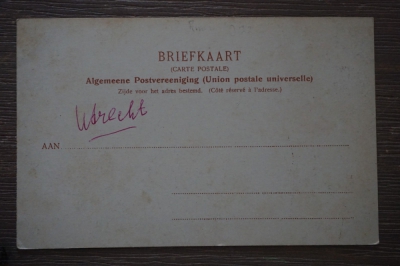 BRIEFKAART
(CARTE POSTALE)
Algemeene Postvereeniging (Union postale universelle)
Zijde voor het adres bestemd. (Côté réservé à l'adresse.)
Utrecht
AAN